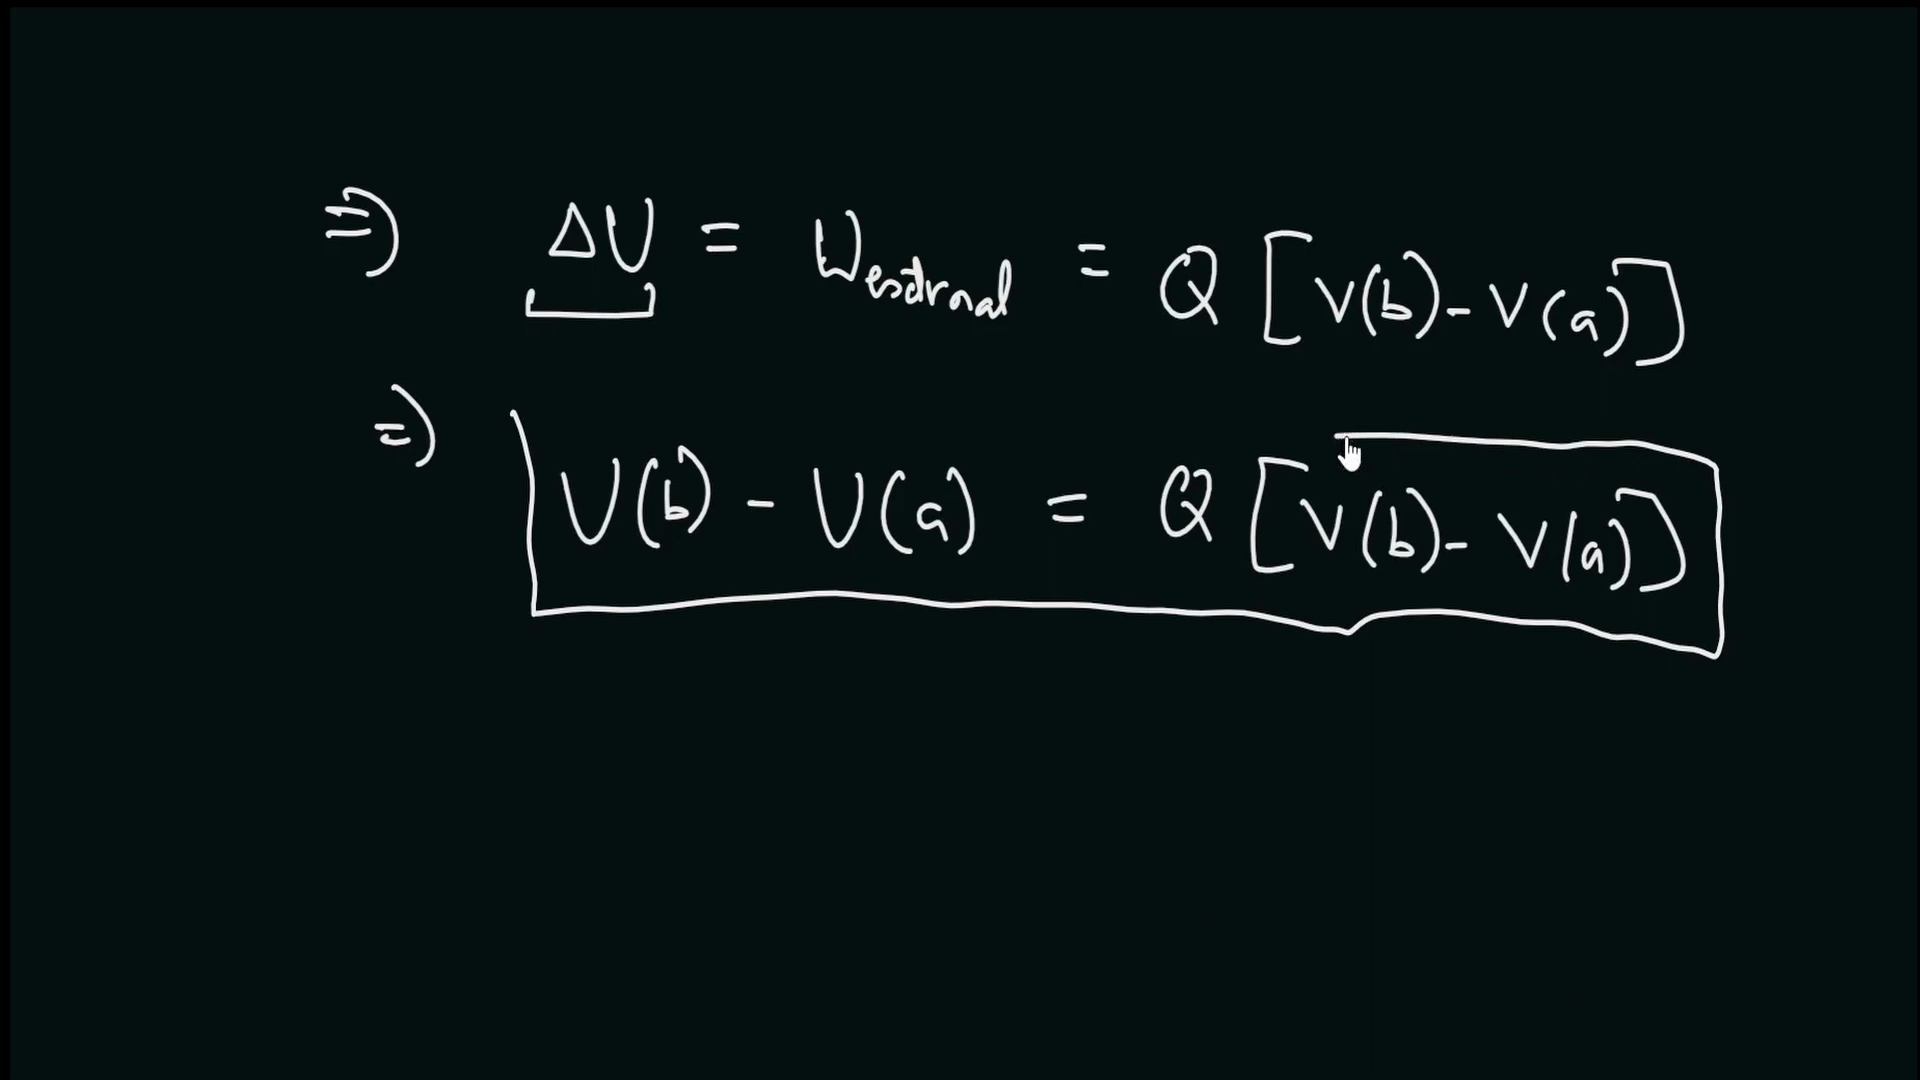 ⇒ ΔU = W_external = Q [V(b) - V(a)]
⇒ U(b) - U(a) = Q [V(b) - V(a)]